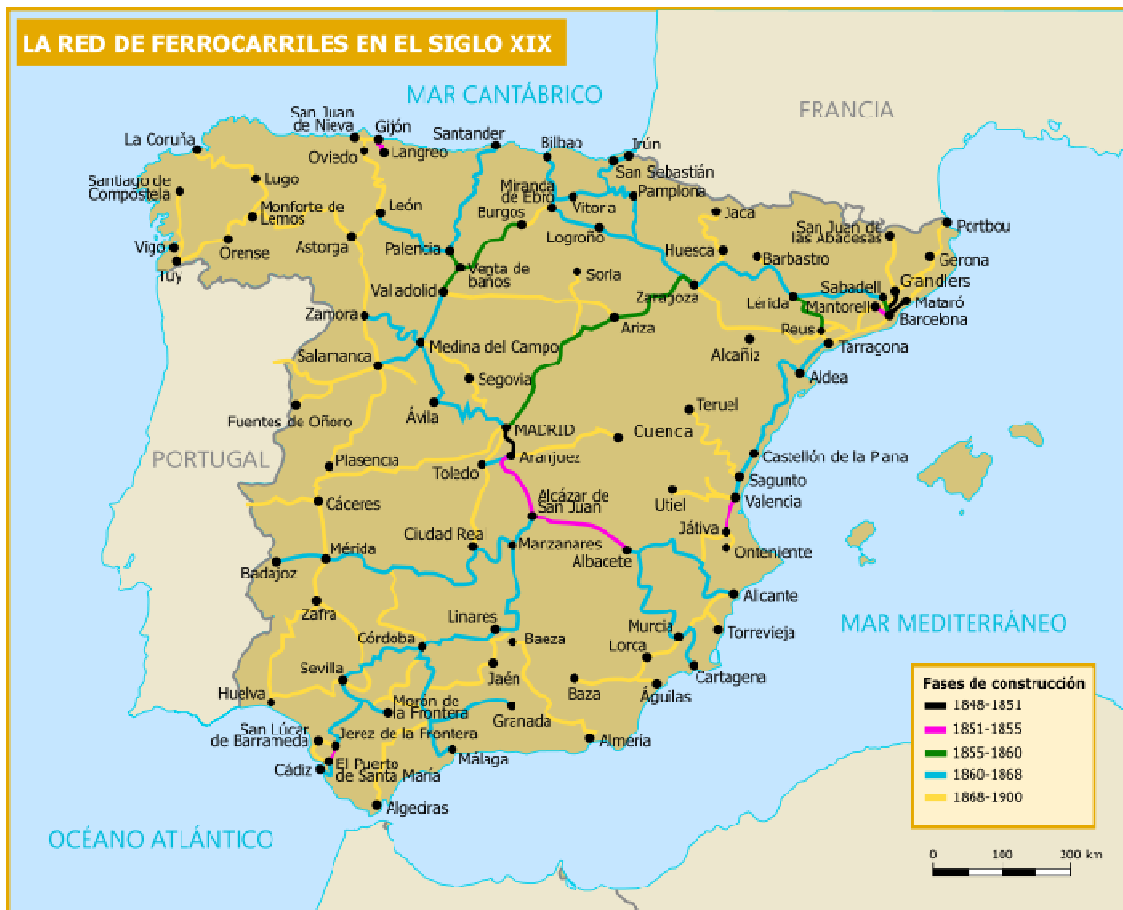 LA RED DE FERROCARRILES EN EL SIGLO XIX
MAR CANTÁBRICO
FRANCIA
San Juan
de Nieva
Gijón
La Coruña
Santander
Bilbao
Irún
Oviedo
Langreo
San Sebastián
Lugo
Santiago de
Compostela
Miranda
de Ebro
Vitoria
Pamplona
Monforte de
Lemos
León
Burgos
Logroño
Jaca
San Juan de
las Abadesas
Portbou
Vigo
Orense
Astorga
Palencia
Huesca
Barbastro
Gerona
Tuy
Venta de
baños
Soria
Sabadell
Granollers
Valladolid
Zaragoza
Lérida
Mantorell
Mataró
Barcelona
Zamora
Ariza
Reus
Medina del Campo
Alcañiz
Tarragona
Salamanca
Segovia
Aldea
Ávila
Teruel
Fuentes de Oñoro
MADRID
Cuenca
PORTUGAL
Plasencia
Toledo
Aranjuez
Castellón de la Plana
Sagunto
Cáceres
Alcázar de
San Juan
Utiel
Valencia
Ciudad Real
Játiva
Mérida
Manzanares
Onteniente
Badajoz
Albacete
Zafra
Alicante
Linares
Baeza
Murcia
Torrevieja
MAR MEDITERRÁNEO
Córdoba
Lorca
Sevilla
Jaén
Cartagena
Huelva
Morón de
la Frontera
Baza
Águilas
Granada
San Lúcar
de Barrameda
Jerez de la Frontera
Almería
Cádiz
El Puerto
de Santa María
Málaga
Algeciras
OCÉANO ATLÁNTICO
Fases de construcción
1848-1851
1851-1855
1855-1860
1860-1868
1868-1900
0 100 200 km